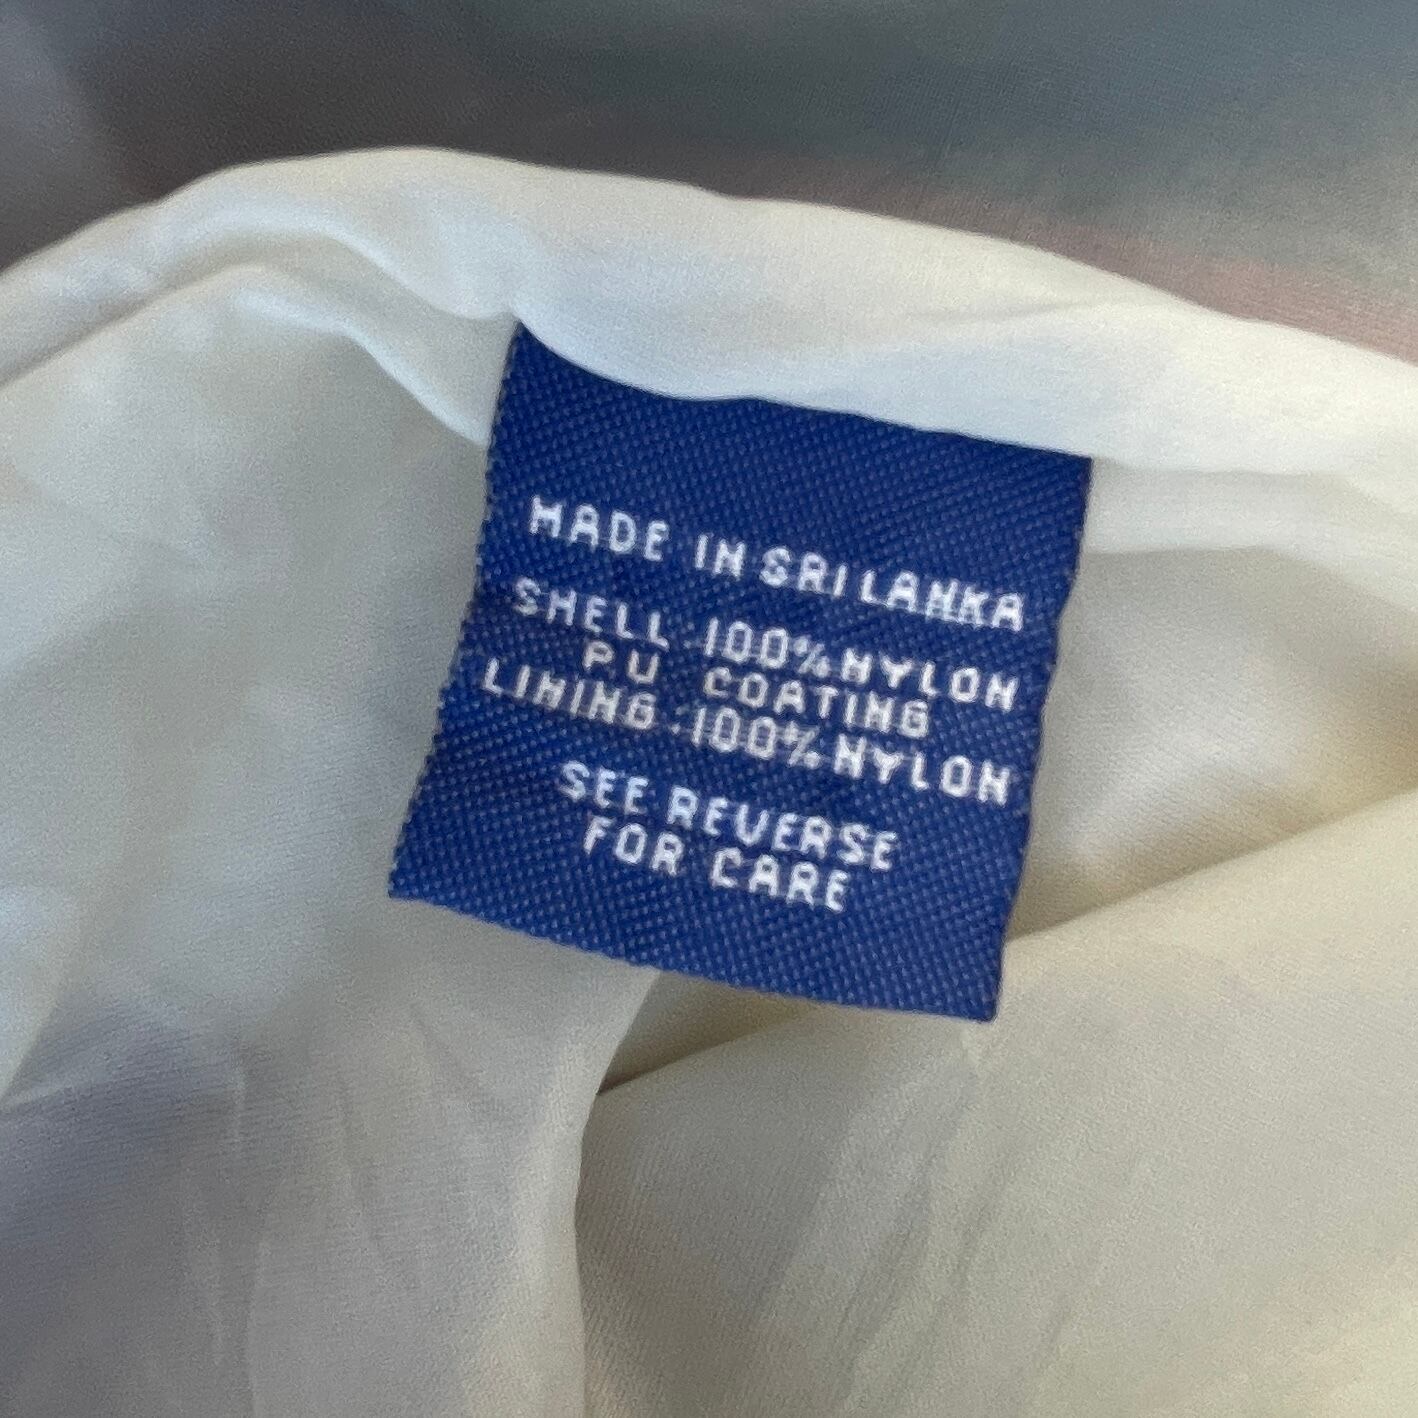 MADE IN SRI LANKA
SHELL :100% NYLON
PU COATING
LINING :100% NYLON
SEE REVERSE
FOR CARE